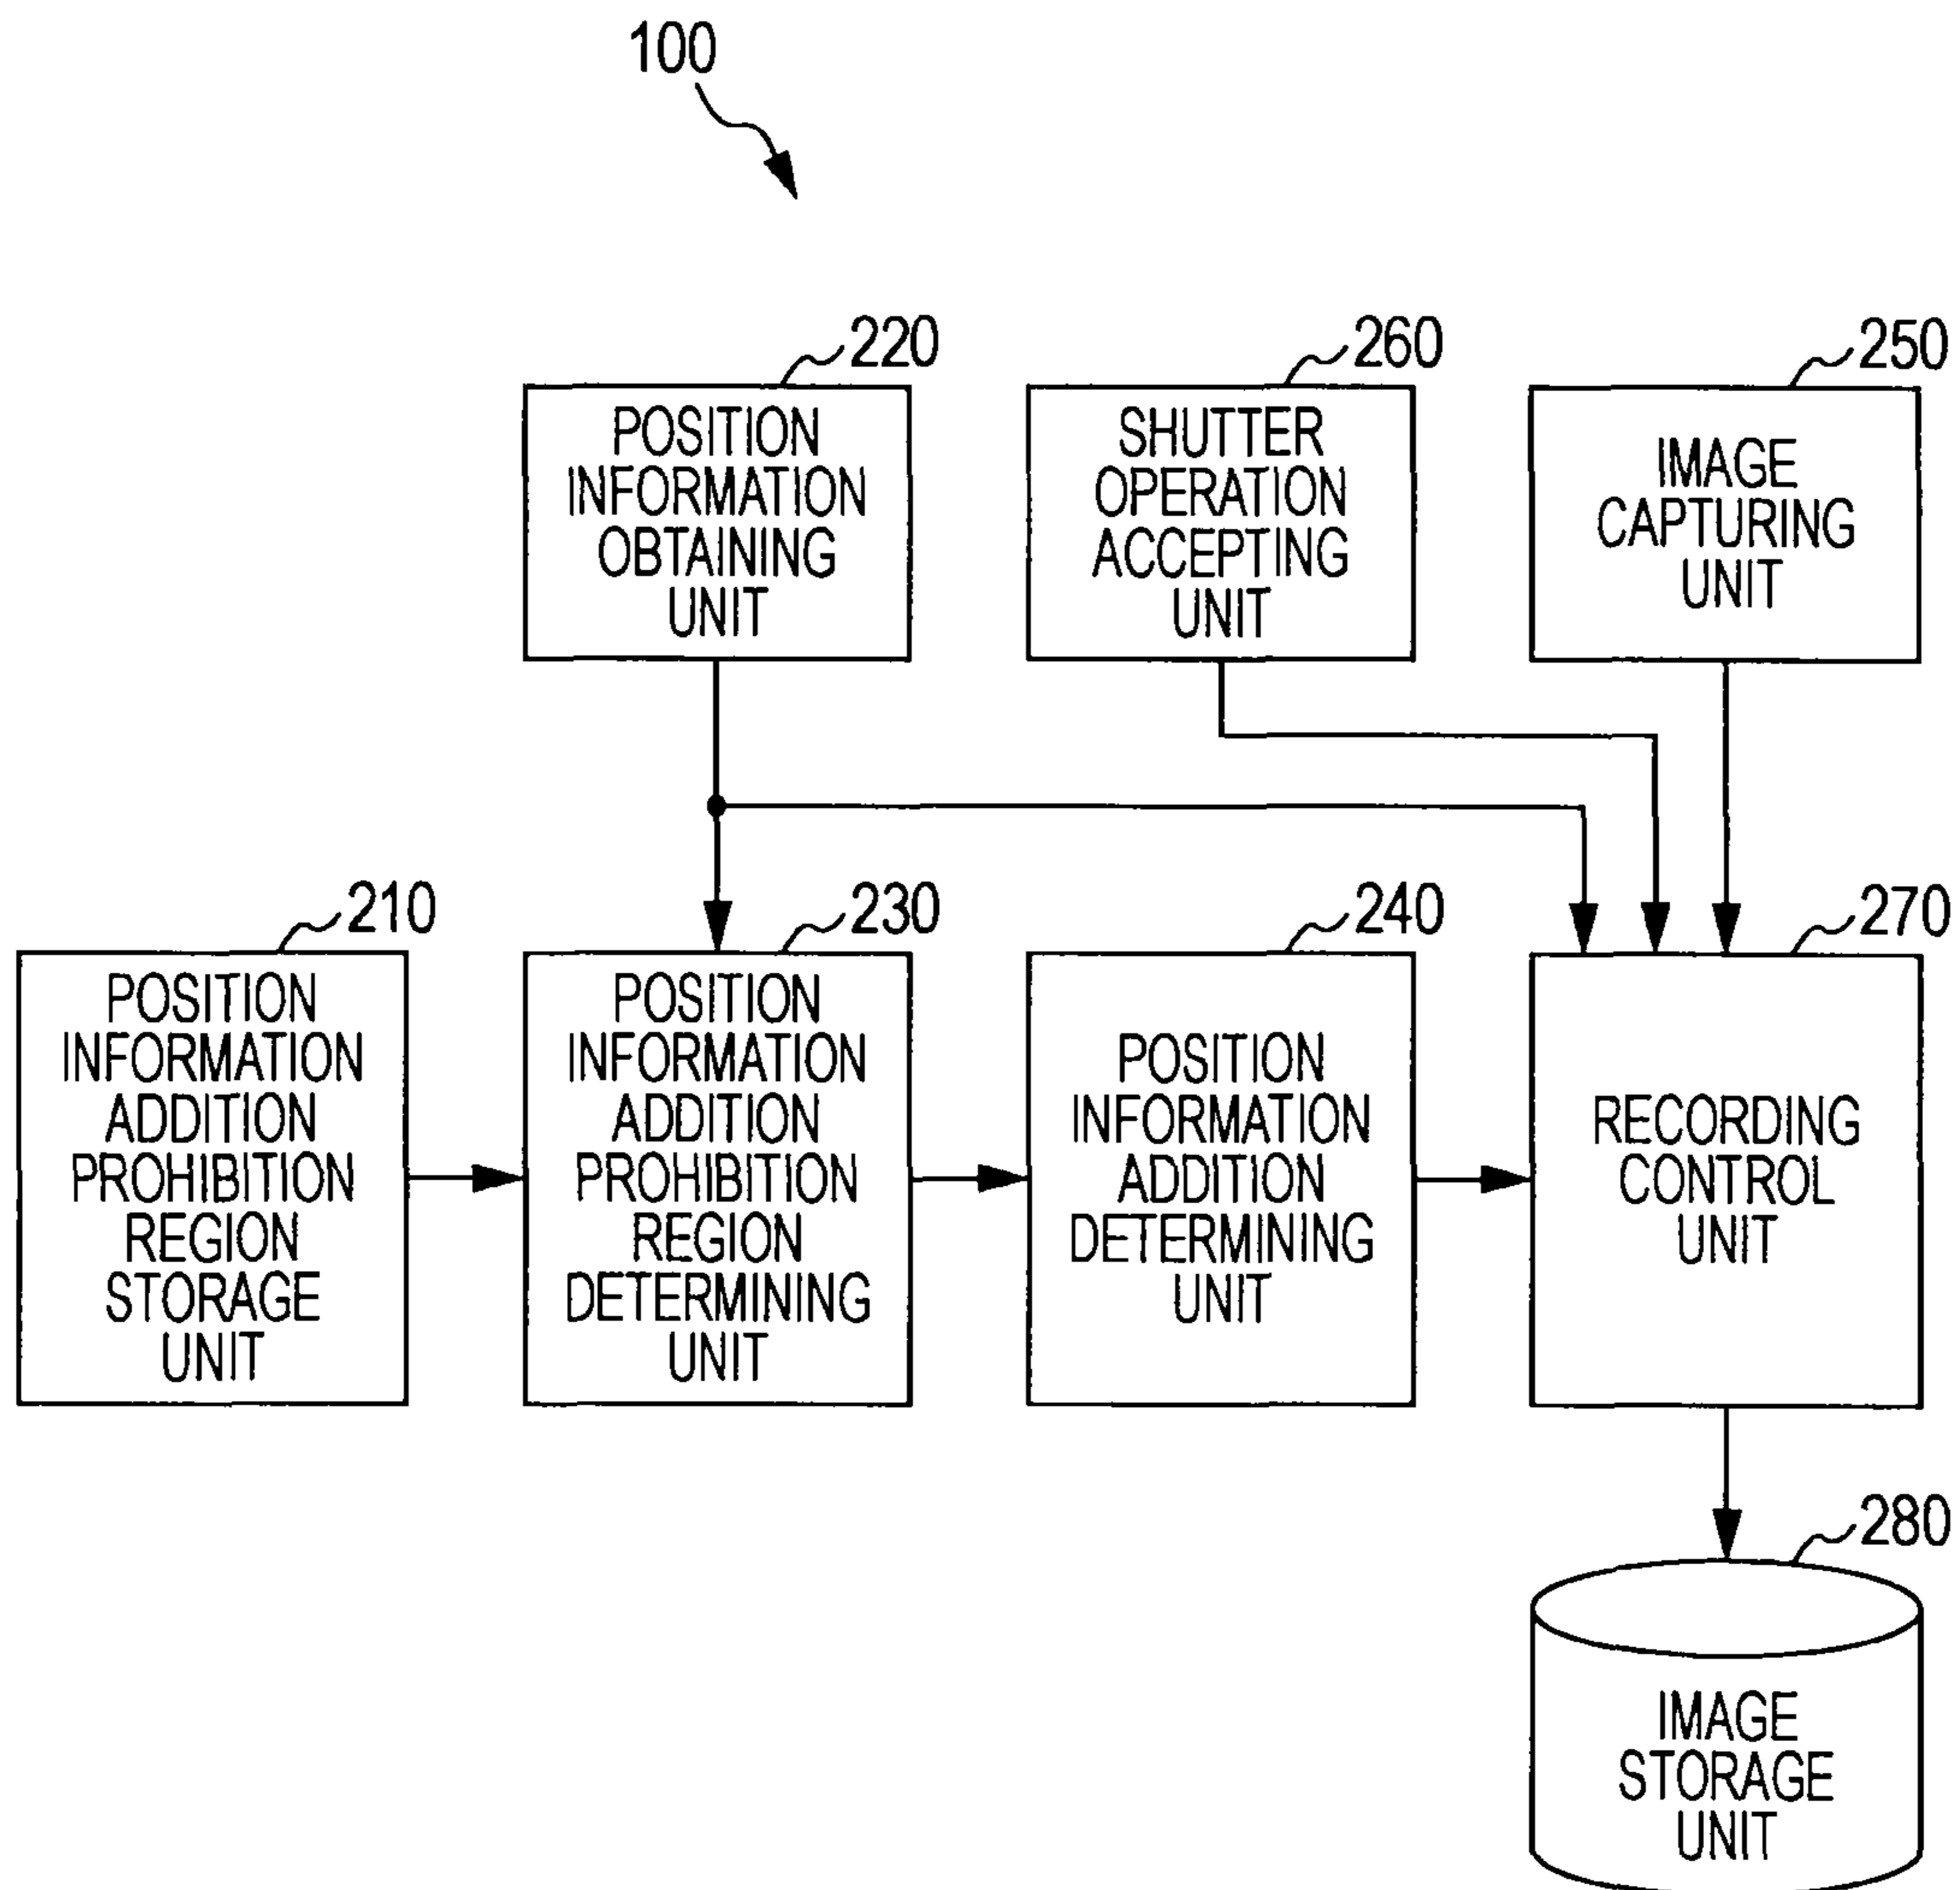 100
220
POSITION
INFORMATION
OBTAINING
UNIT
260
SHUTTER
OPERATION
ACCEPTING
UNIT
250
IMAGE
CAPTURING
UNIT
210
POSITION
INFORMATION
ADDITION
PROHIBITION
REGION
STORAGE
UNIT
230
POSITION
INFORMATION
ADDITION
PROHIBITION
REGION
DETERMINING
UNIT
240
POSITION
INFORMATION
ADDITION
DETERMINING
UNIT
270
RECORDING
CONTROL
UNIT
280
IMAGE
STORAGE
UNIT